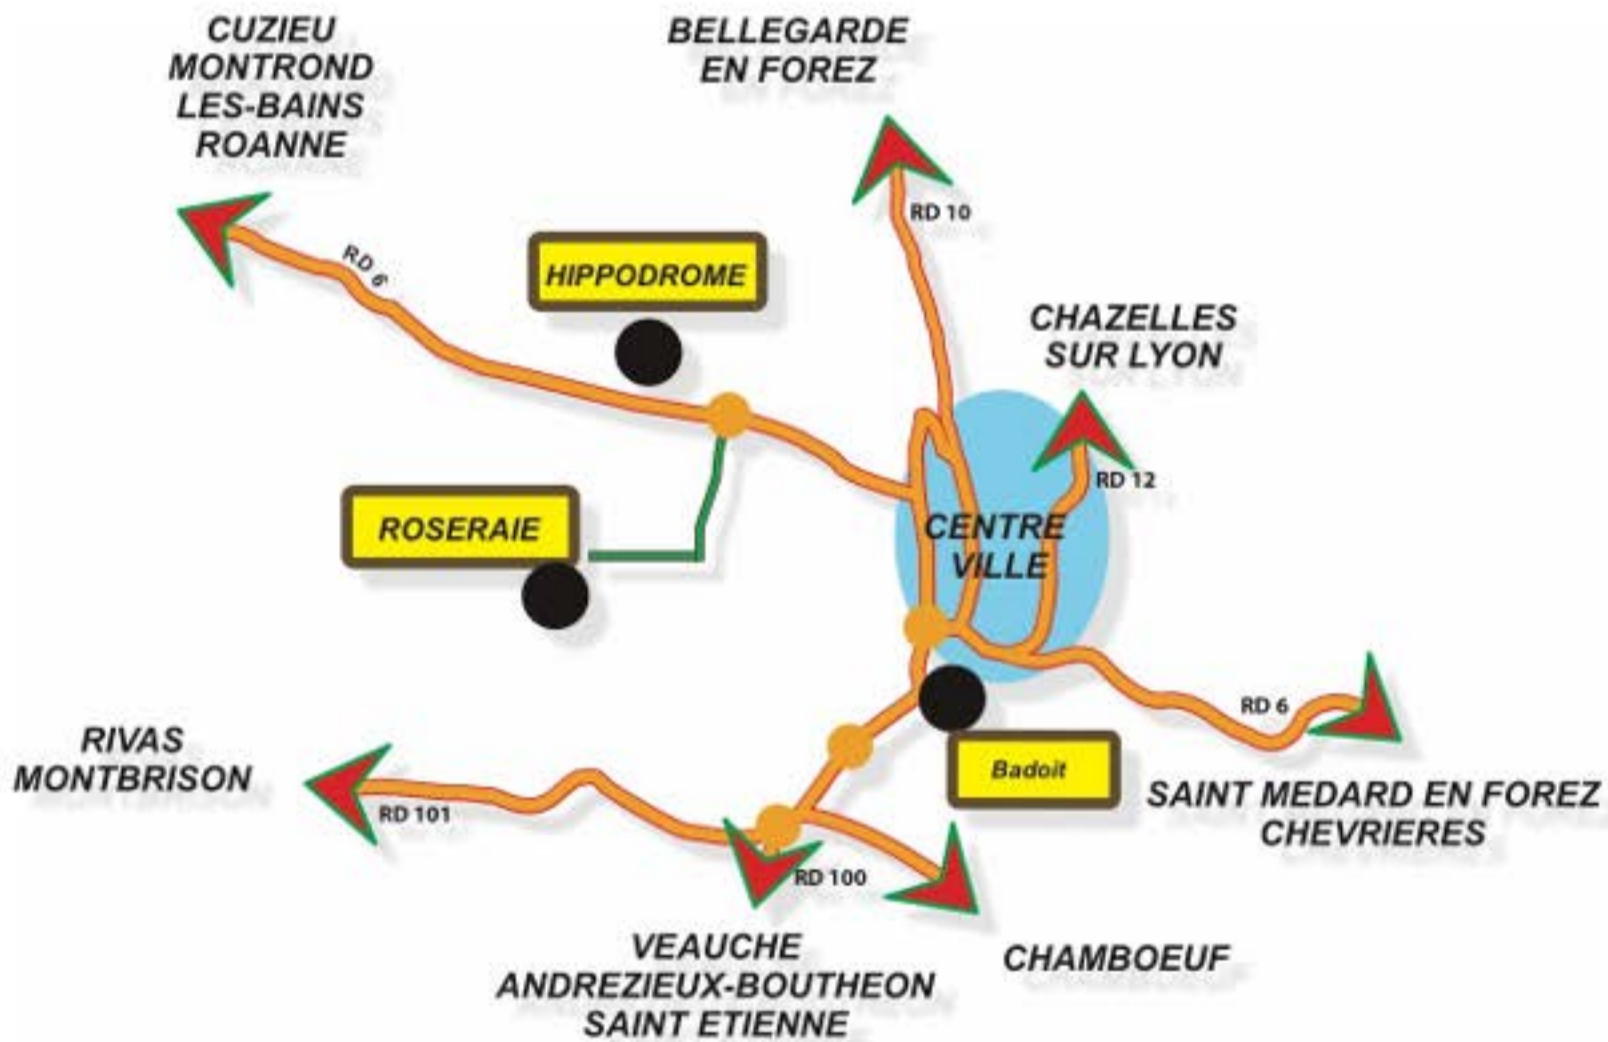 CUZIEU
MONTROND
LES-BAINS
ROANNE
BELLEGARDE
EN FOREZ
RD 10
RD 6
HIPPODROME
CHAZELLES
SUR LYON
RD 12
ROSERAIE
CENTRE
VILLE
RD 6
RIVAS
MONTBRISON
RD 101
Badoit
SAINT MEDARD EN FOREZ
CHEVRIERES
RD 100
VEAUCHE
ANDREZIEUX-BOUTHEON
SAINT ETIENNE
CHAMBOEUF